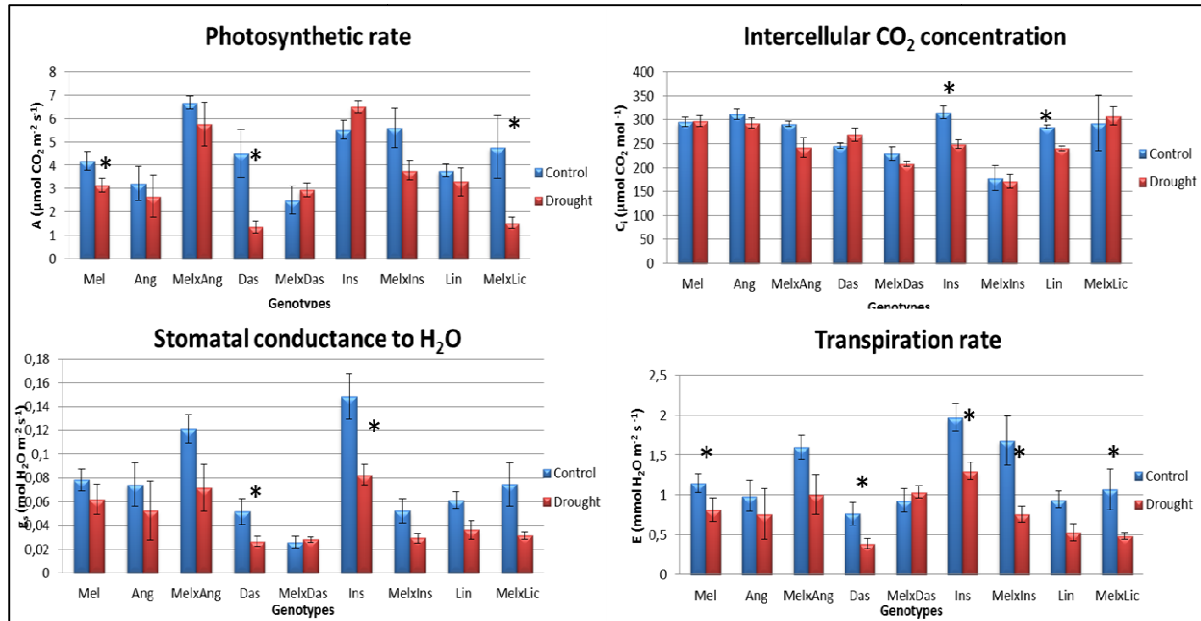 Photosynthetic rate
A (µmol CO₂ m⁻² s⁻¹)
8
7
6
5
4
3
2
1
0
*
*
*
Control
Drought
Mel Ang MelxAng Das MelxDas Ins MelxIns Lin MelxLic
Genotypes
Intercellular CO₂ concentration
Cᵢ (µmol CO₂ mol⁻¹)
400
350
300
250
200
150
100
50
0
*
*
Control
Drought
Mel Ang MelxAng Das MelxDas Ins MelxIns Lin MelxLic
Genotypes
Stomatal conductance to H₂O
(mol H₂O m⁻² s⁻¹)
0,18
0,16
0,14
0,12
0,10
0,08
0,06
0,04
0,02
0
*
*
Control
Drought
Mel Ang MelxAng Das MelxDas Ins MelxIns Lin MelxLic
Genotypes
Transpiration rate
E (mmol H₂O m⁻² s⁻¹)
2,5
2
1,5
1
0,5
0
*
*
*
*
*
Control
Drought
Mel Ang MelxAng Das MelxDas Ins MelxIns Lin MelxLic
Genotypes